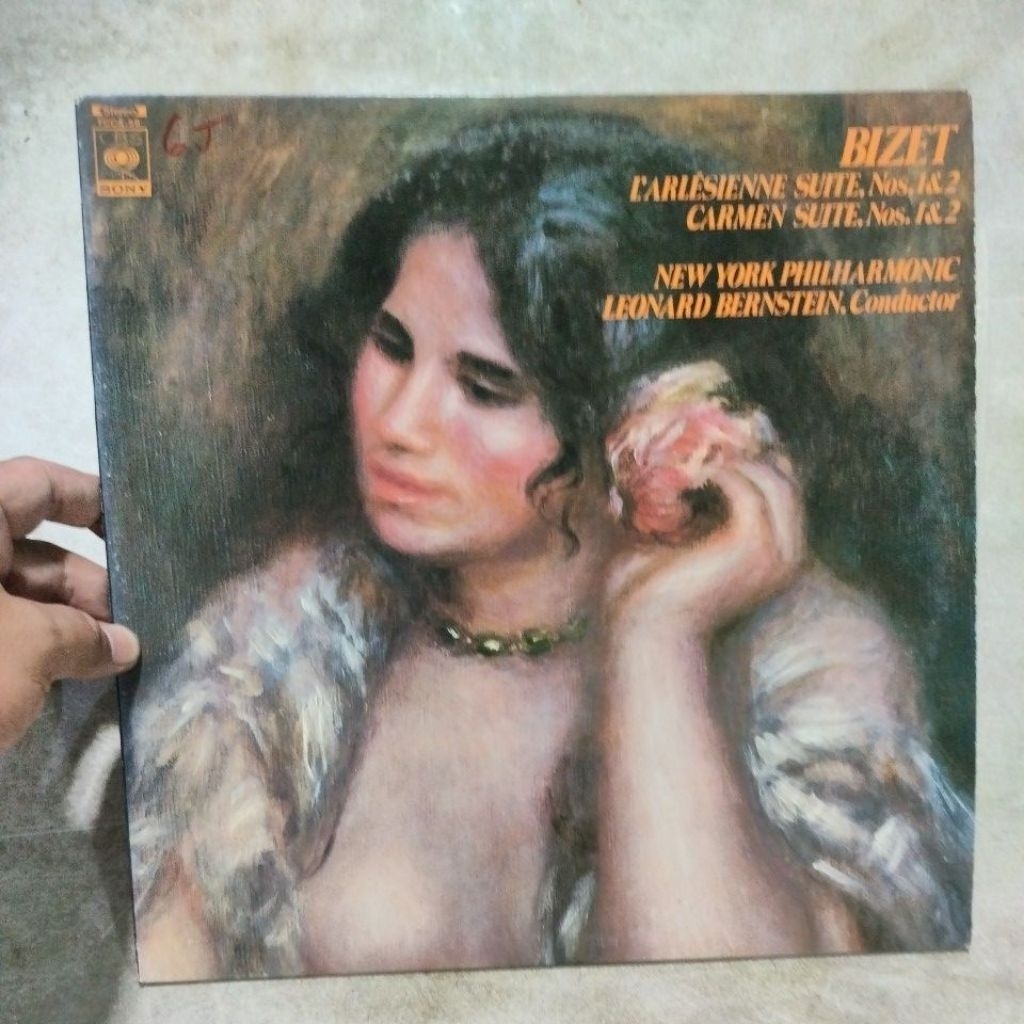 Stereo
SONY
6J
BIZET
L'ARLÉSIENNE SUITE, Nos. 1 & 2
CARMEN SUITE, Nos. 1 & 2
NEW YORK PHILHARMONIC
LEONARD BERNSTEIN, Conductor